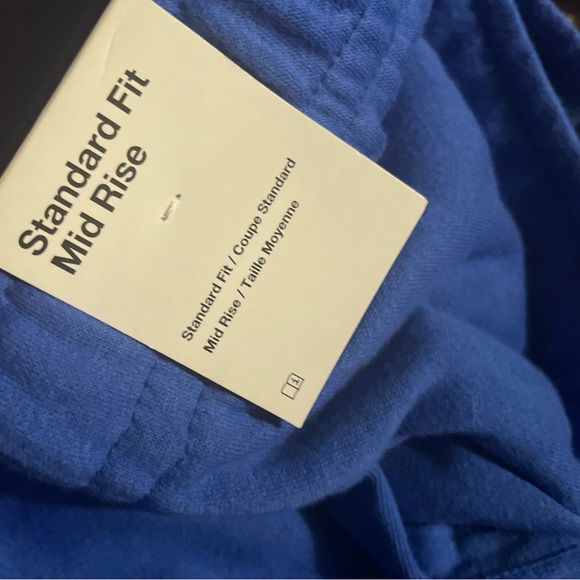 Standard Fit
Mid Rise
Standard Fit / Coupe Standard
Mid Rise / Taille Moyenne